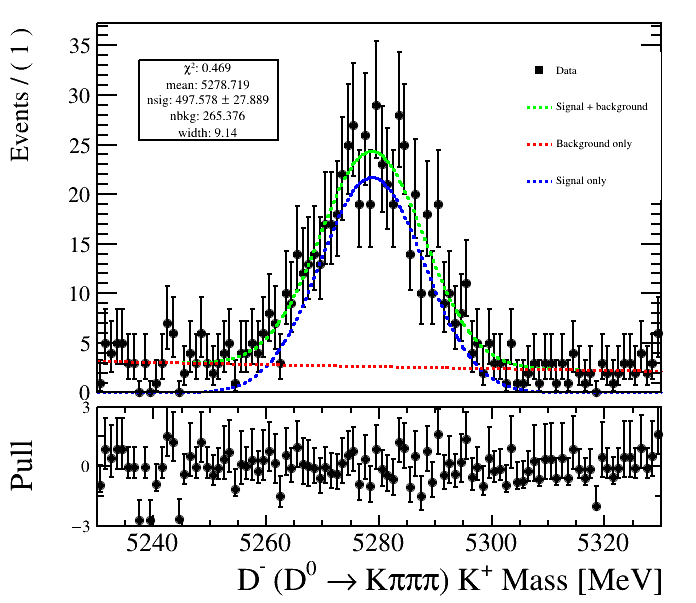 Events / ( 1 )
35
30
25
20
15
10
5
0
χ²: 0.469
mean: 5278.719
nsig: 497.578 ± 27.889
nbkg: 265.376
width: 9.14
Data
Signal + background
Background only
Signal only
Pull
3
0
−3
5240
5260
5280
5300
5320
D⁻ (D⁰ → Kπππ) K⁺ Mass [MeV]